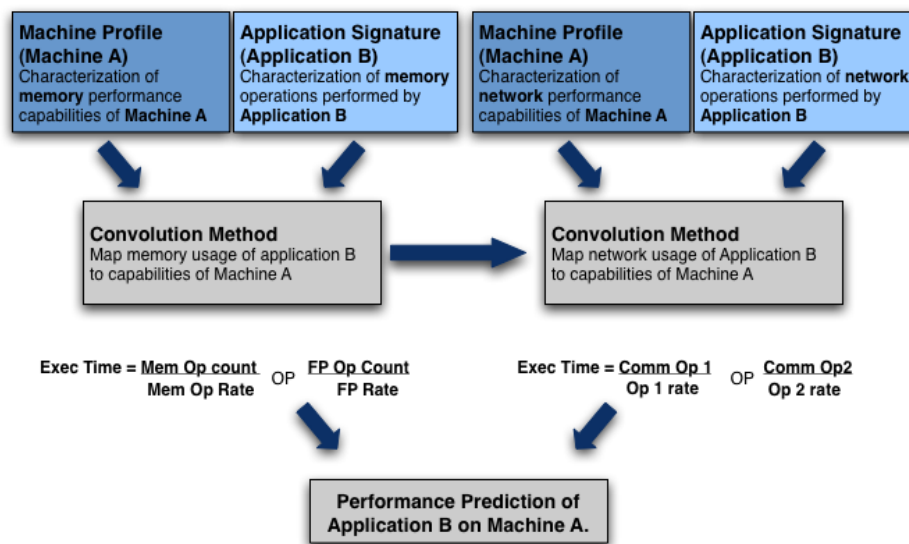 Machine Profile
(Machine A)
Characterization of
memory performance
capabilities of Machine A
Application Signature
(Application B)
Characterization of memory
operations performed by
Application B
Machine Profile
(Machine A)
Characterization of
network performance
capabilities of Machine A
Application Signature
(Application B)
Characterization of network
operations performed by
Application B
Convolution Method
Map memory usage of application B
to capabilities of Machine A
Convolution Method
Map network usage of Application B
to capabilities of Machine A
Exec Time = Mem Op count OP FP Op Count
Mem Op Rate FP Rate
Exec Time = Comm Op 1 OP Comm Op2
Op 1 rate Op 2 rate
Performance Prediction of
Application B on Machine A.